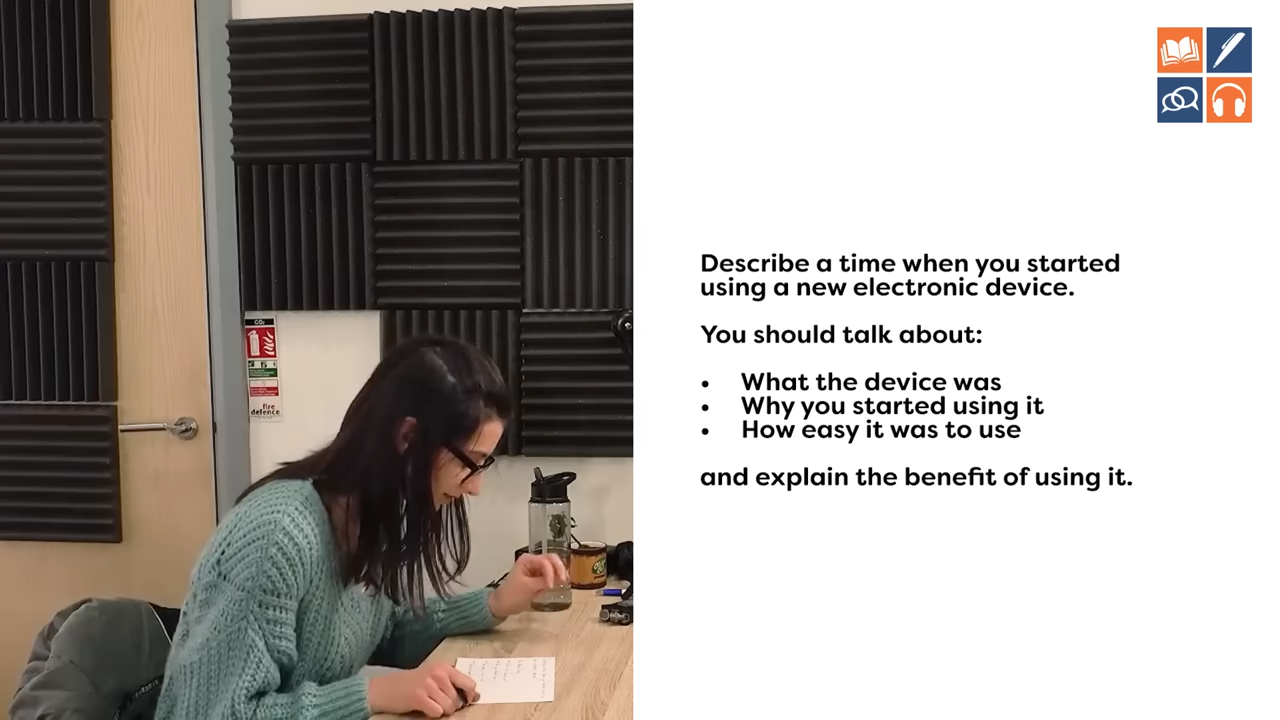 CO₂
fire
defence
Describe a time when you started
using a new electronic device.
You should talk about:
• What the device was
• Why you started using it
• How easy it was to use
and explain the benefit of using it.